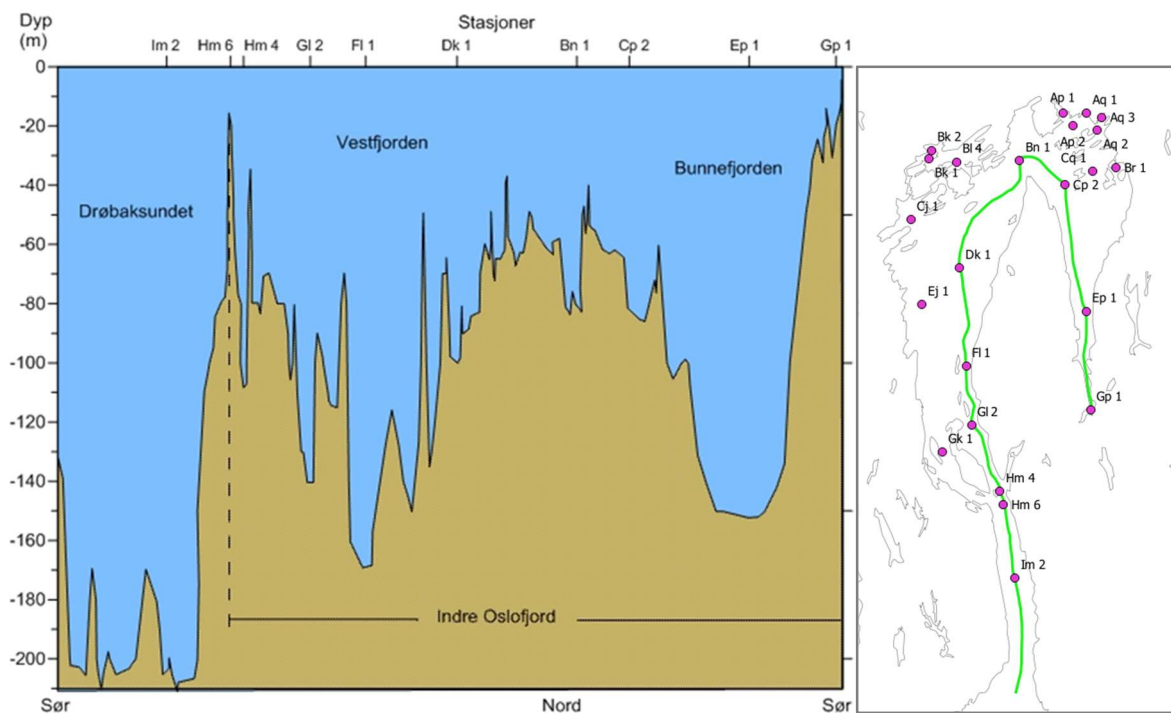 Dyp
(m)
Stasjoner
Im 2
Hm 6
Hm 4
Gl 2
Fl 1
Dk 1
Bn 1
Cp 2
Ep 1
Gp 1
0
-20
-40
-60
-80
-100
-120
-140
-160
-180
-200
Drøbaksundet
Vestfjorden
Bunnefjorden
Indre Oslofjord
Sør
Nord
Sør
Ap 1
Aq 1
Aq 3
Ap 2
Aq 2
Bk 2
Bl 4
Bk 1
Bn 1
Cq 1
Br 1
Cp 2
Cj 1
Dk 1
Ej 1
Ep 1
Fl 1
Gp 1
Gl 2
Gk 1
Hm 4
Hm 6
Im 2